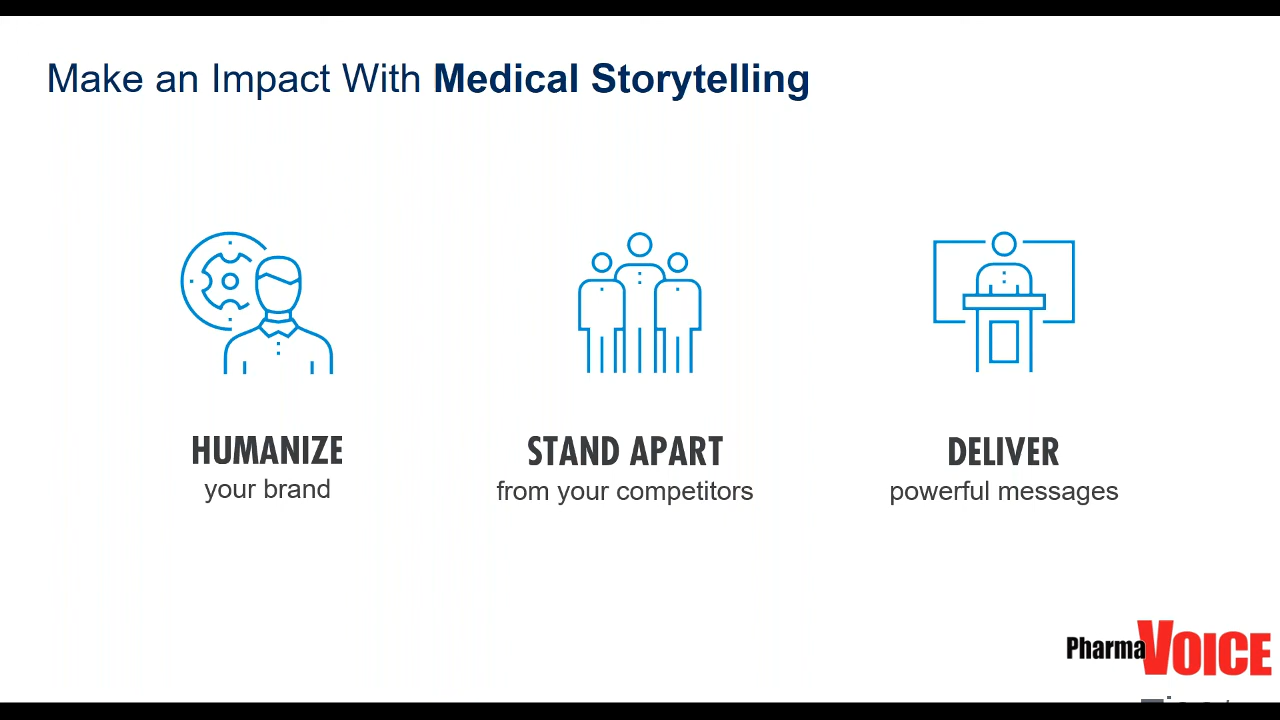 Make an Impact With Medical Storytelling
HUMANIZE
your brand
STAND APART
from your competitors
DELIVER
powerful messages
PharmaVOICE